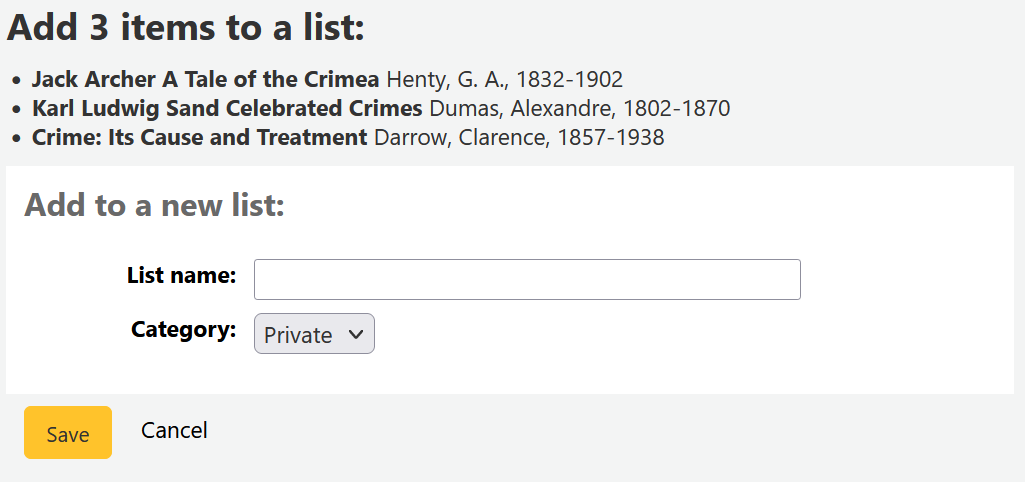 Add 3 items to a list:
Jack Archer A Tale of the Crimea Henty, G. A., 1832-1902
Karl Ludwig Sand Celebrated Crimes Dumas, Alexandre, 1802-1870
Crime: Its Cause and Treatment Darrow, Clarence, 1857-1938
Add to a new list:
List name:
Category: Private
Save Cancel